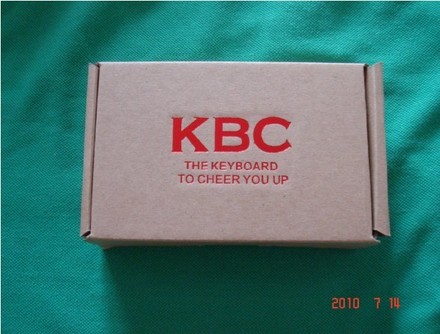 KBC
THE KEYBOARD
TO CHEER YOU UP
2010 7 14